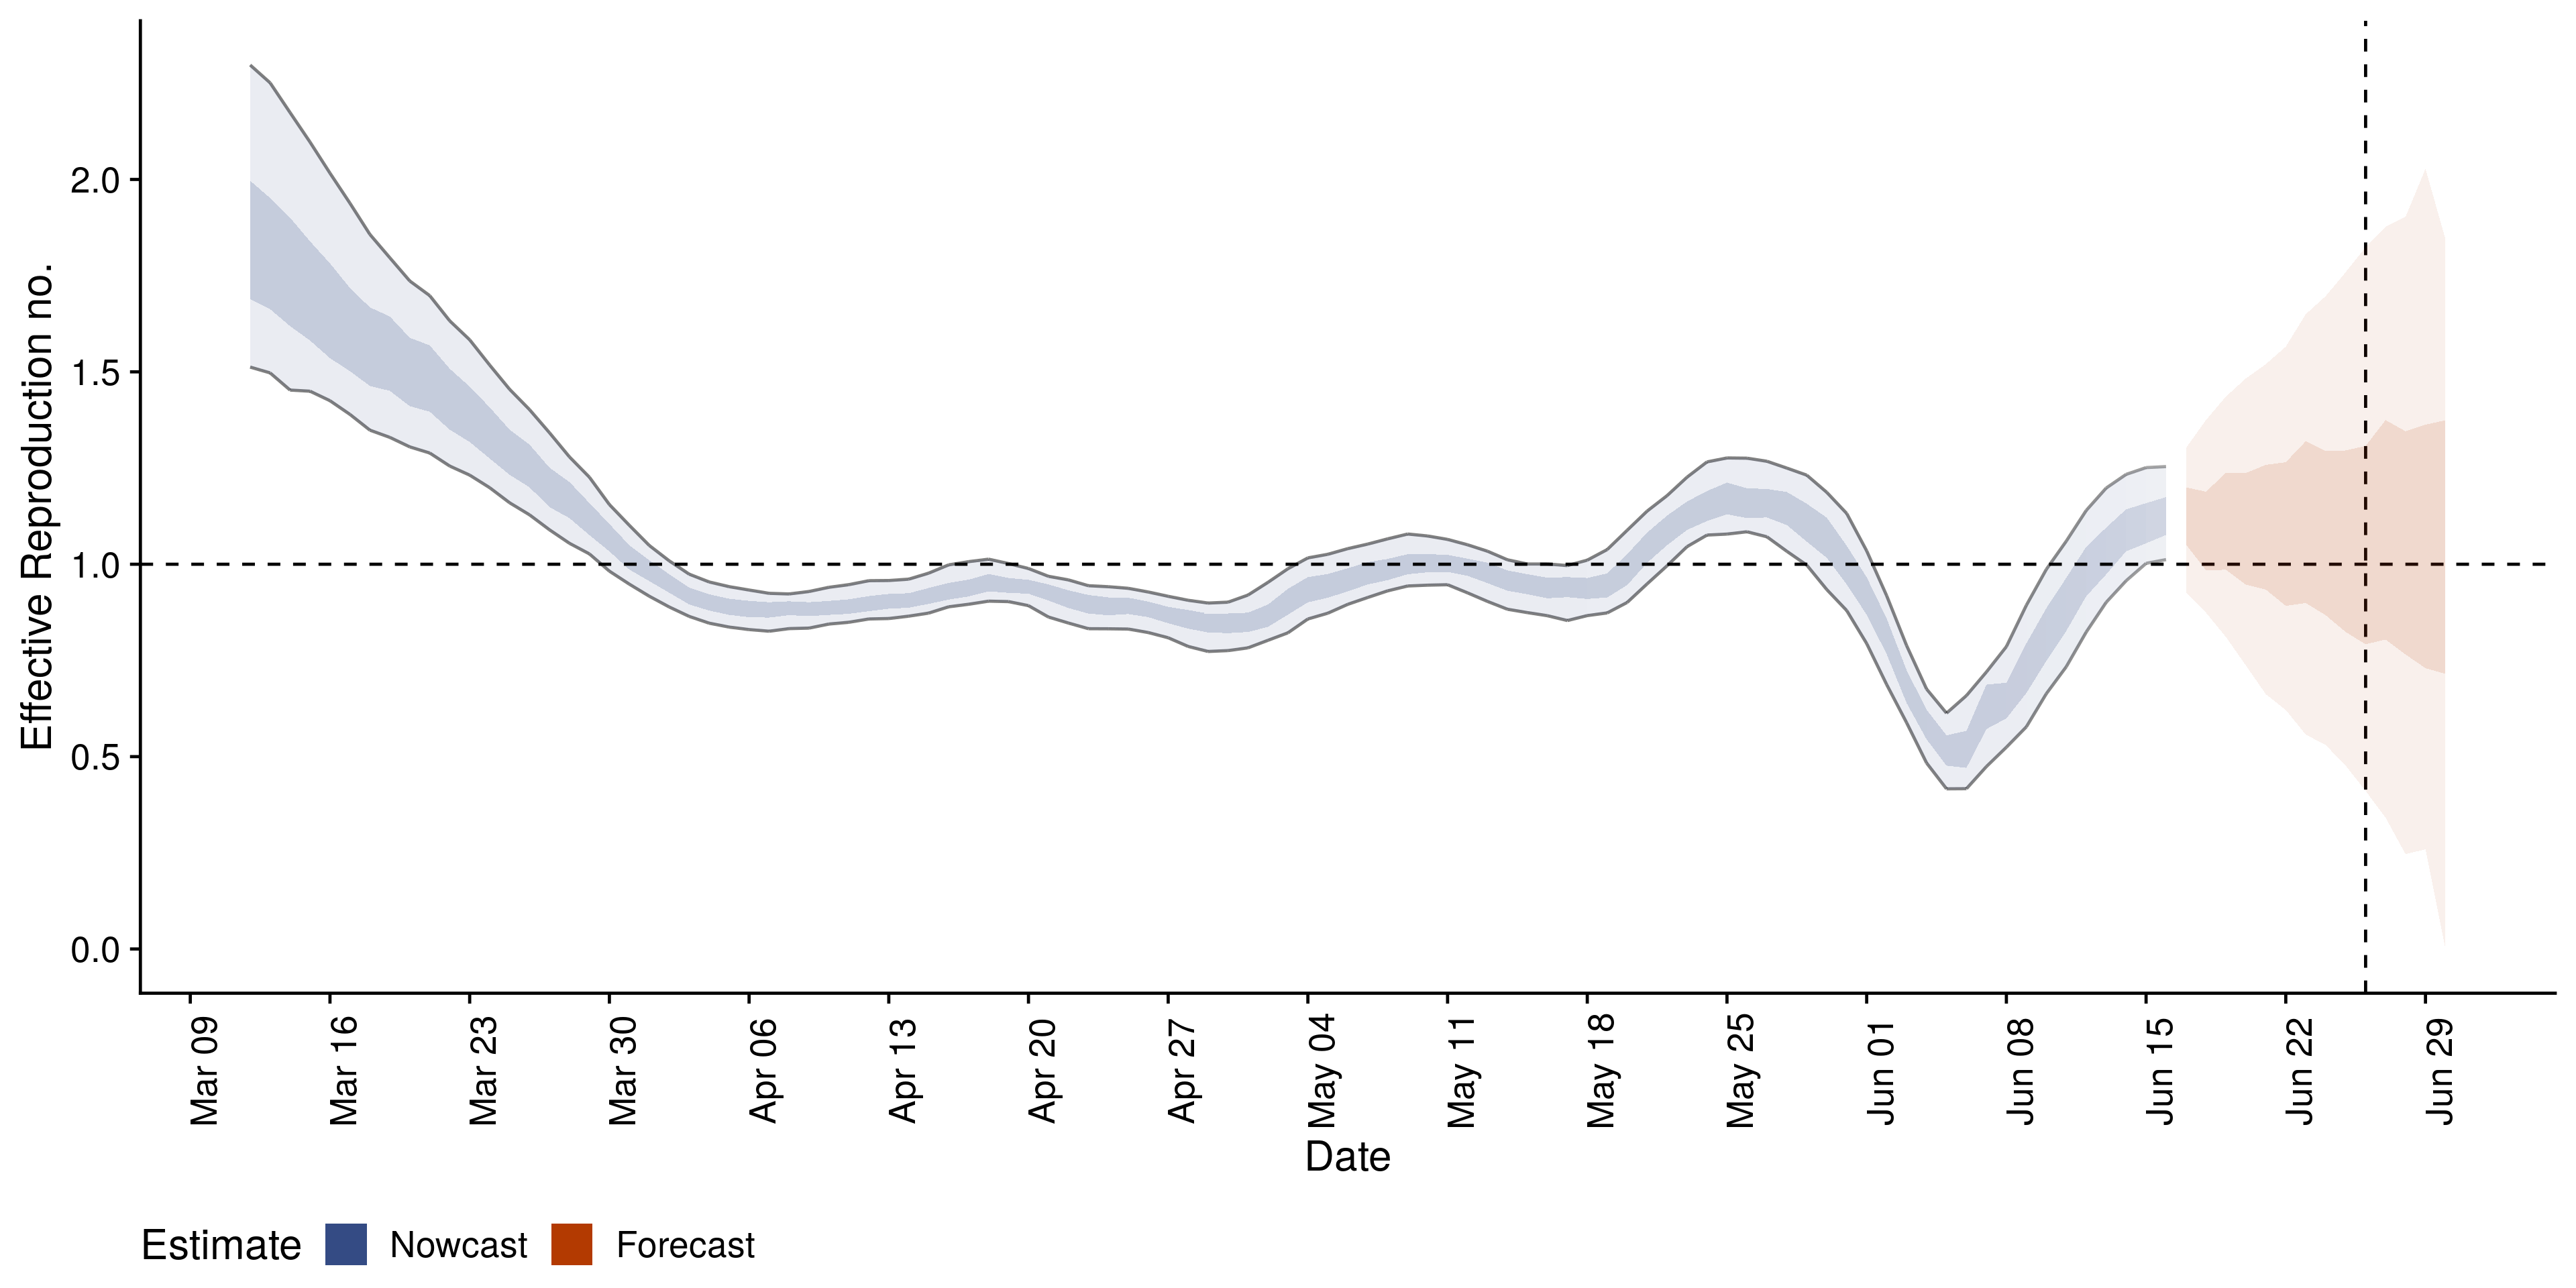 Effective Reproduction no.
2.0
1.5
1.0
0.5
0.0
Mar 09
Mar 16
Mar 23
Mar 30
Apr 06
Apr 13
Apr 20
Apr 27
May 04
May 11
May 18
May 25
Jun 01
Jun 08
Jun 15
Jun 22
Jun 29
Date
Estimate Nowcast Forecast